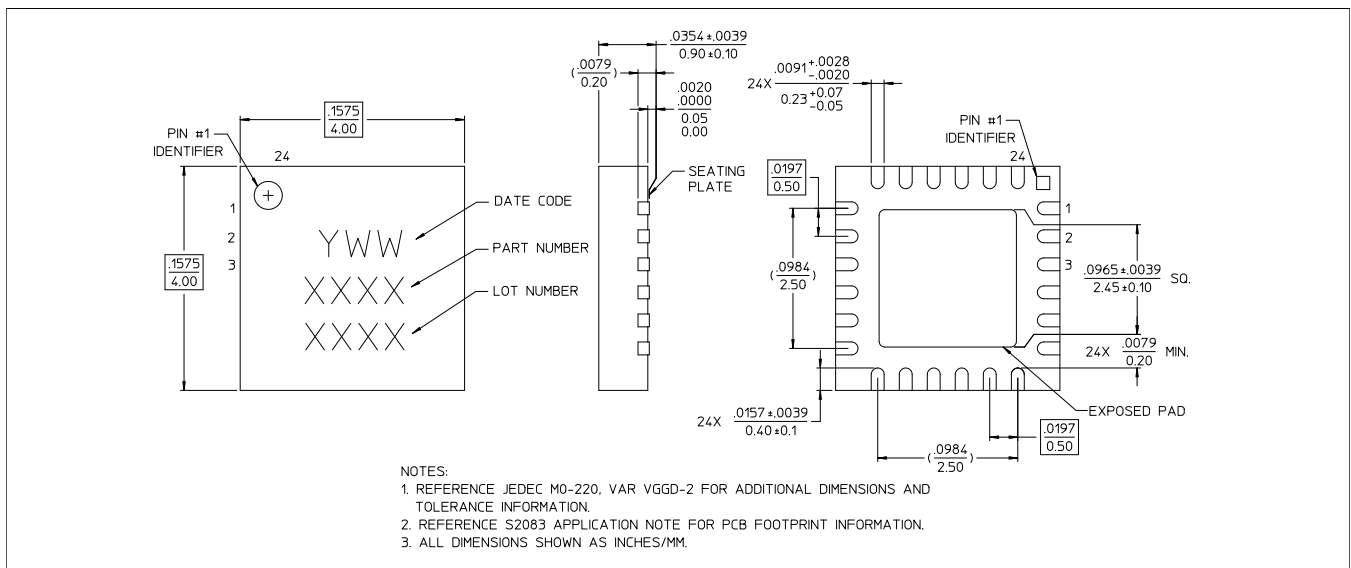 .1575
4.00
PIN #1
IDENTIFIER
24
1
2
3
.1575
4.00
YWW
XXXX
XXXX
DATE CODE
PART NUMBER
LOT NUMBER
.0354±.0039
0.90±0.10
(.0079
0.20)
.0020
.0000
0.05
0.00
SEATING
PLATE
24X .0091 +.0028 -.0020
0.23 +0.07 -0.05
PIN #1
IDENTIFIER
24
.0197
0.50
1
2
3
(.0984
2.50)
.0965±.0039
2.45±0.10 SQ.
24X .0079
0.20 MIN.
EXPOSED PAD
24X .0157±.0039
0.40±0.1
.0197
0.50
(.0984
2.50)
NOTES:
1. REFERENCE JEDEC MO-220, VAR VGGD-2 FOR ADDITIONAL DIMENSIONS AND
TOLERANCE INFORMATION.
2. REFERENCE S2083 APPLICATION NOTE FOR PCB FOOTPRINT INFORMATION.
3. ALL DIMENSIONS SHOWN AS INCHES/MM.